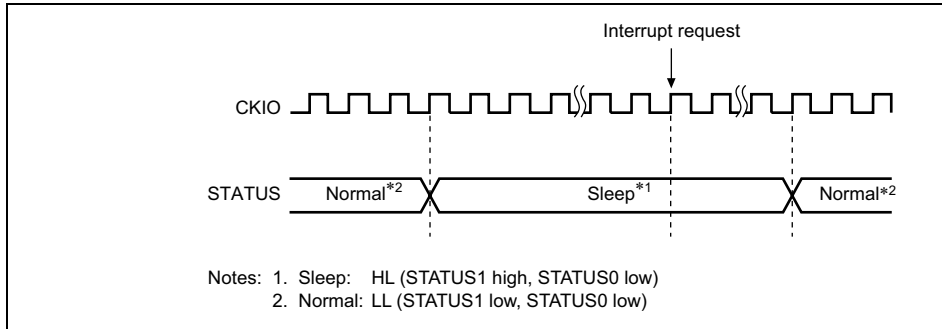 Interrupt request
CKIO
STATUS
Normal*2
Sleep*1
Normal*2
Notes: 1. Sleep: HL (STATUS1 high, STATUS0 low)
2. Normal: LL (STATUS1 low, STATUS0 low)